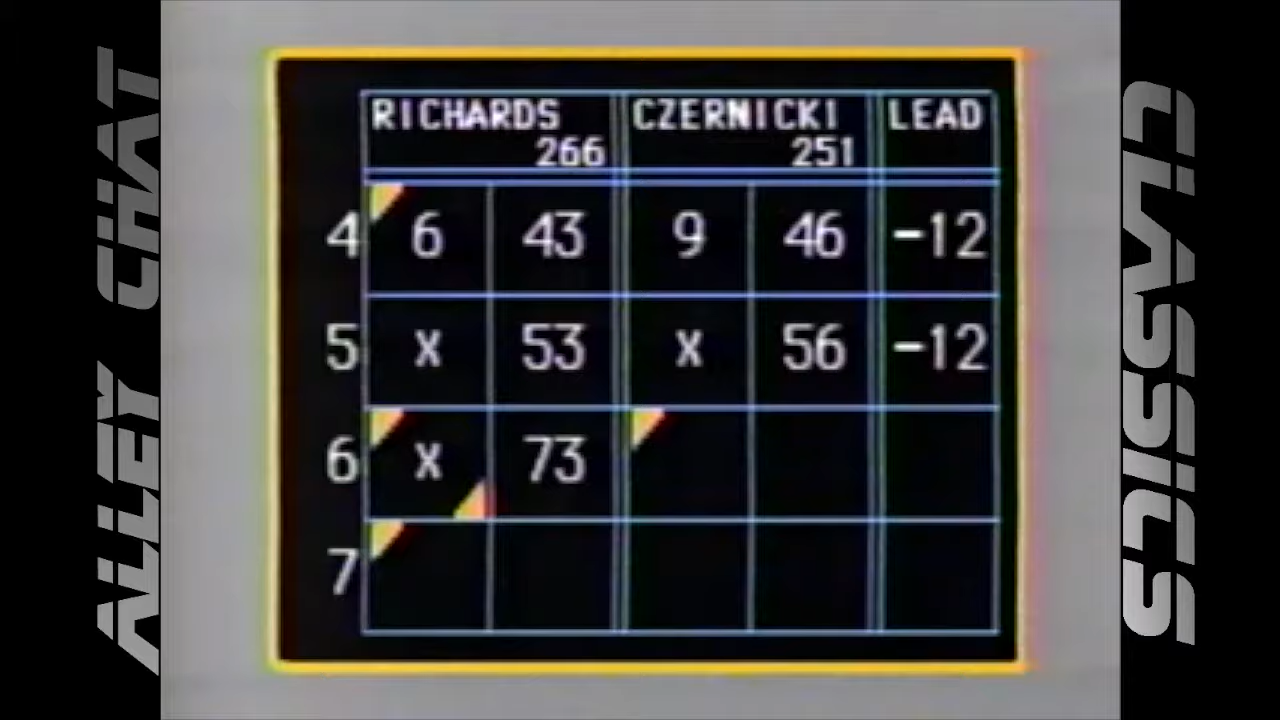 ALLEY CHAT
RICHARDS CZERNICKI LEAD
266 251
4 6 43 9 46 -12
5 X 53 X 56 -12
6 X 73
7
CLASSICS